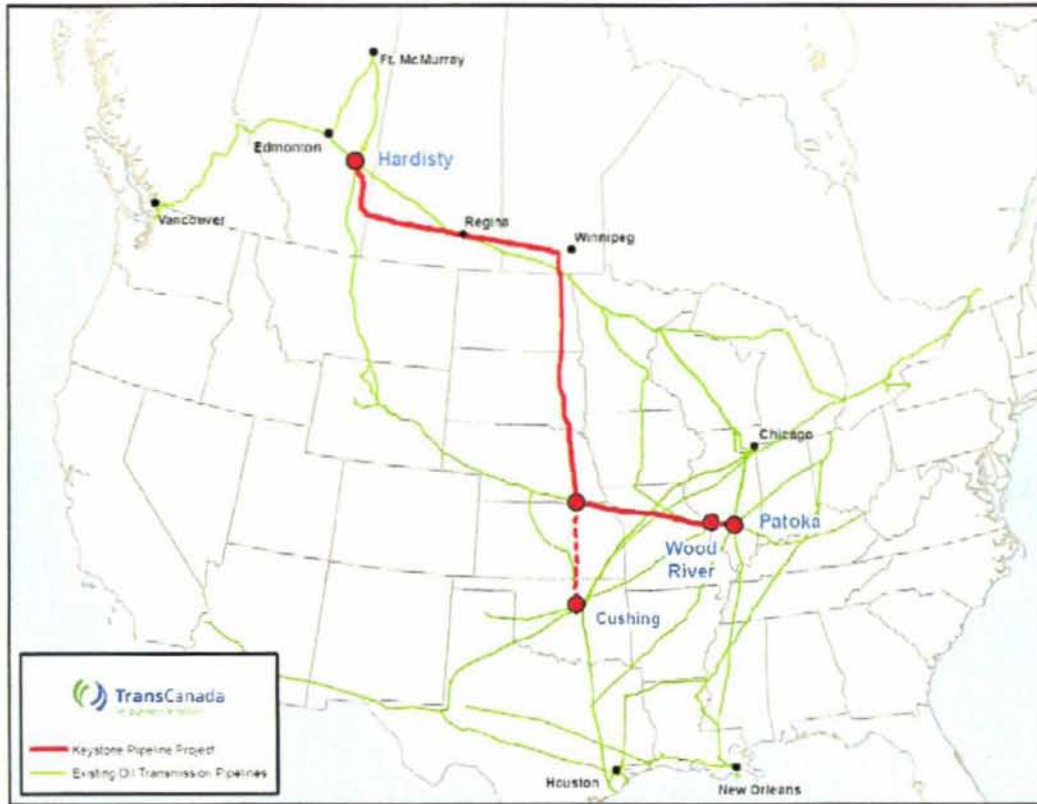 Ft. McMurray
Edmonton
Hardisty
Vancouver
Regina
Winnipeg
Chicago
Patoka
Wood
River
Cushing
TransCanada
Keystone Pipeline Project
Existing Oil Transmission Pipelines
Houston
New Orleans